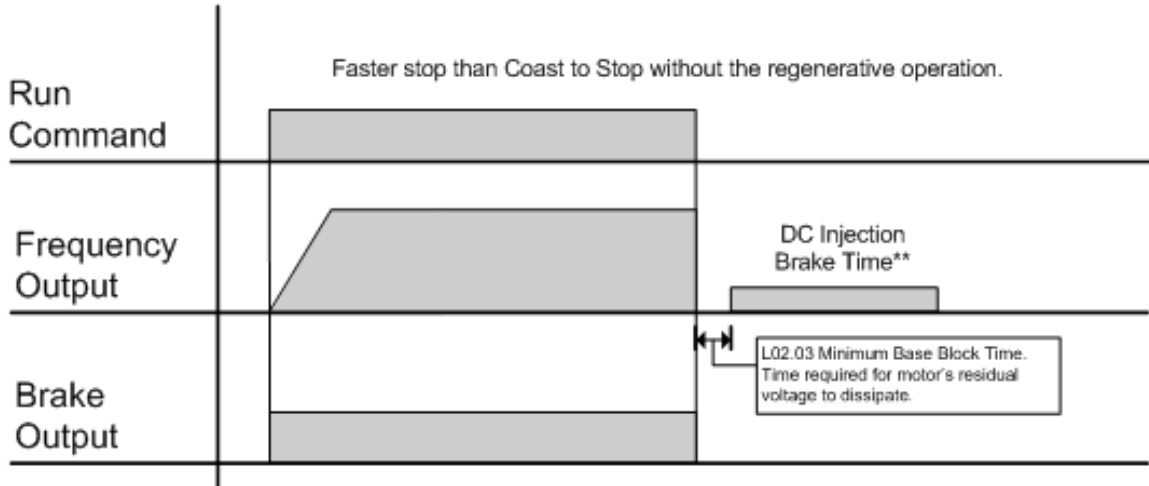 Faster stop than Coast to Stop without the regenerative operation.
Run
Command
Frequency
Output
DC Injection
Brake Time**
L02.03 Minimum Base Block Time.
Time required for motor's residual
voltage to dissipate.
Brake
Output